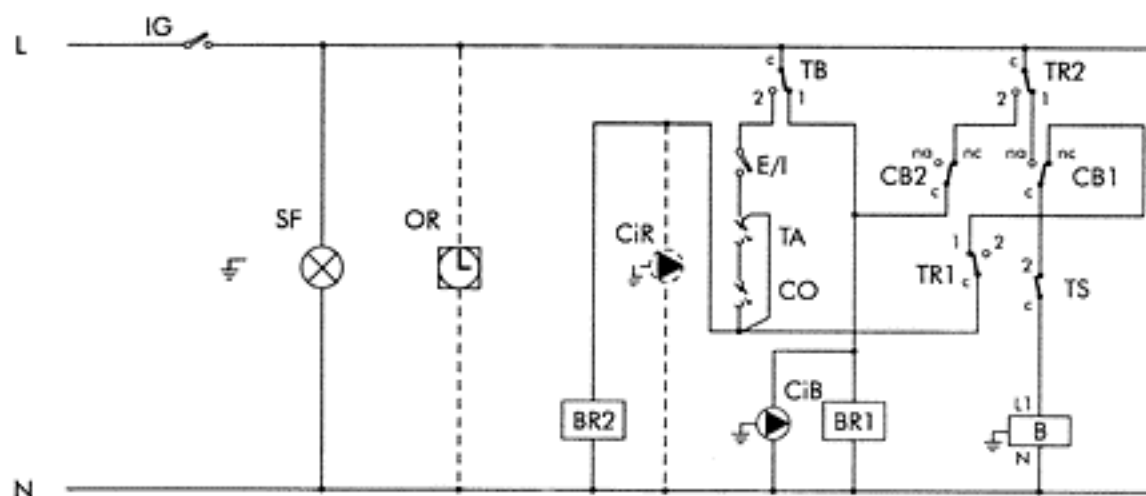 IG
L
c TB c TR2
2 1 2 1
E/I na nc na nc
CB2 CB1
c c
SF OR CiR TA 1 2 2
TR1 TS
CO c c
CiB L1
BR2 BR1 B
N
N